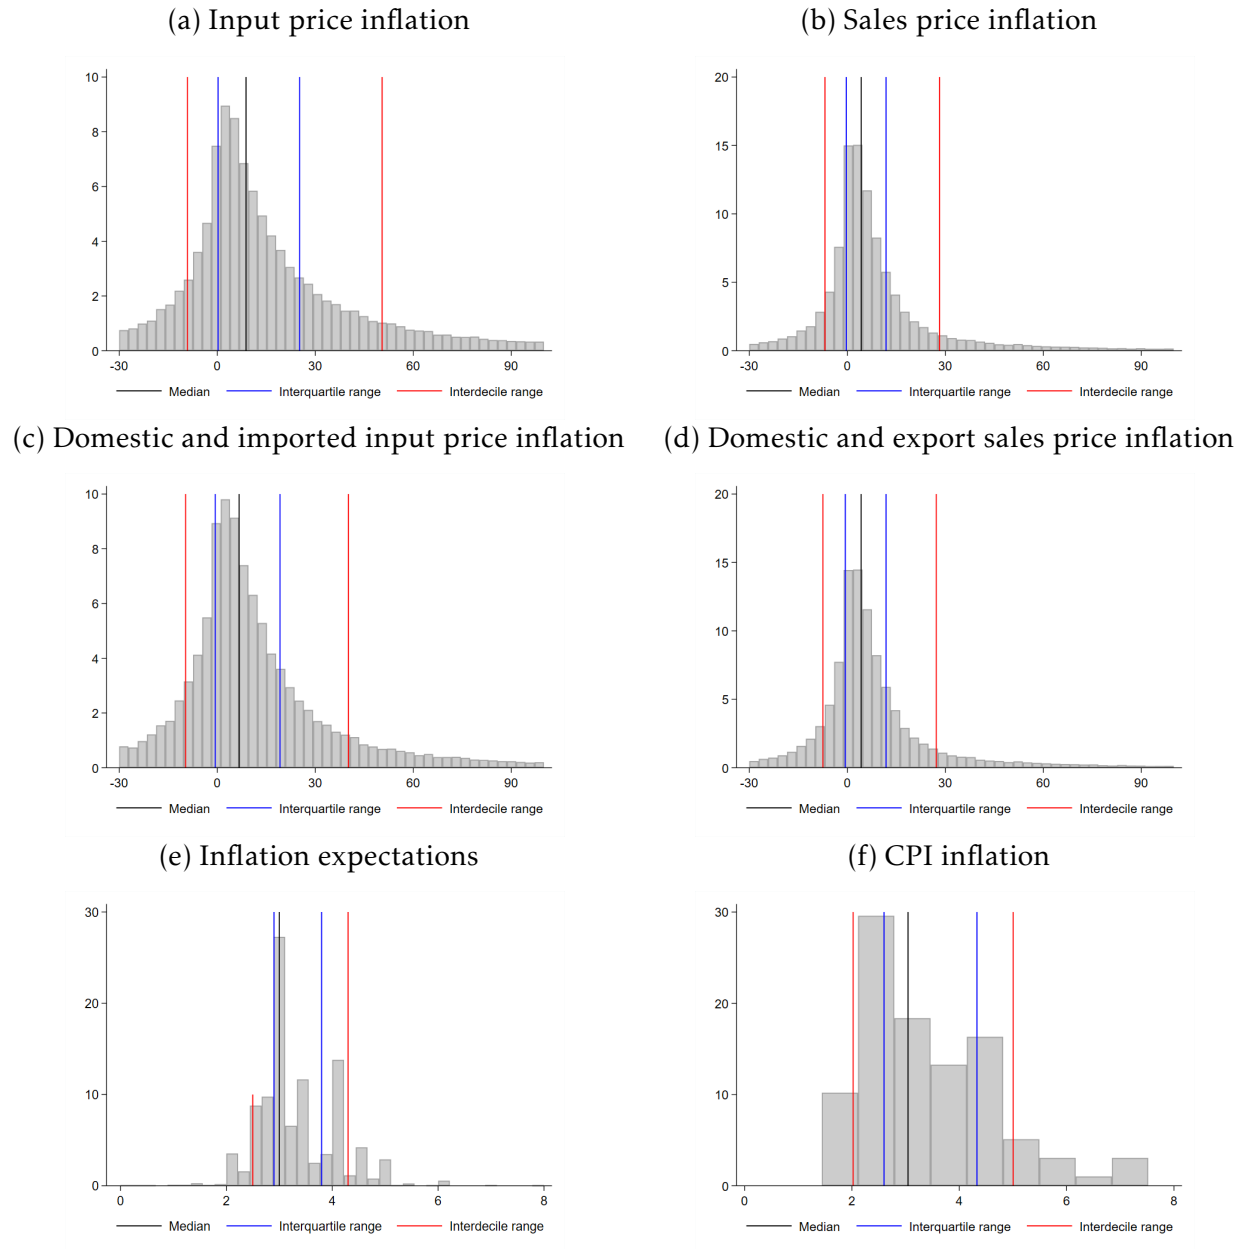 (a) Input price inflation
10
8
6
4
2
0
-30 0 30 60 90
Median Interquartile range Interdecile range
(b) Sales price inflation
20
15
10
5
0
-30 0 30 60 90
Median Interquartile range Interdecile range
(c) Domestic and imported input price inflation
10
8
6
4
2
0
-30 0 30 60 90
Median Interquartile range Interdecile range
(d) Domestic and export sales price inflation
20
15
10
5
0
-30 0 30 60 90
Median Interquartile range Interdecile range
(e) Inflation expectations
30
20
10
0
0 2 4 6 8
Median Interquartile range Interdecile range
(f) CPI inflation
30
20
10
0
0 2 4 6 8
Median Interquartile range Interdecile range